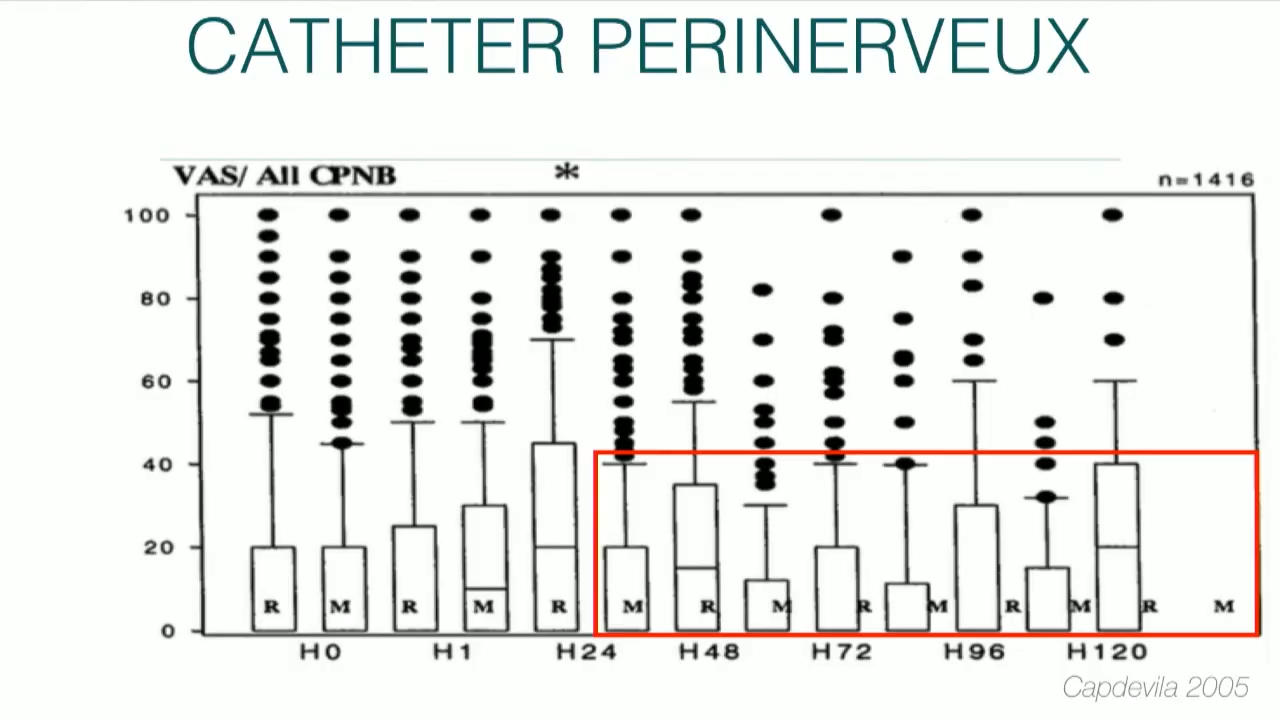 CATHETER PERINERVEUX
VAS/ All CPNB
*
n=1416
100
80
60
40
20
0
R M R M R M R M R M R M R M
H0 H1 H24 H48 H72 H96 H120
Capdevila 2005